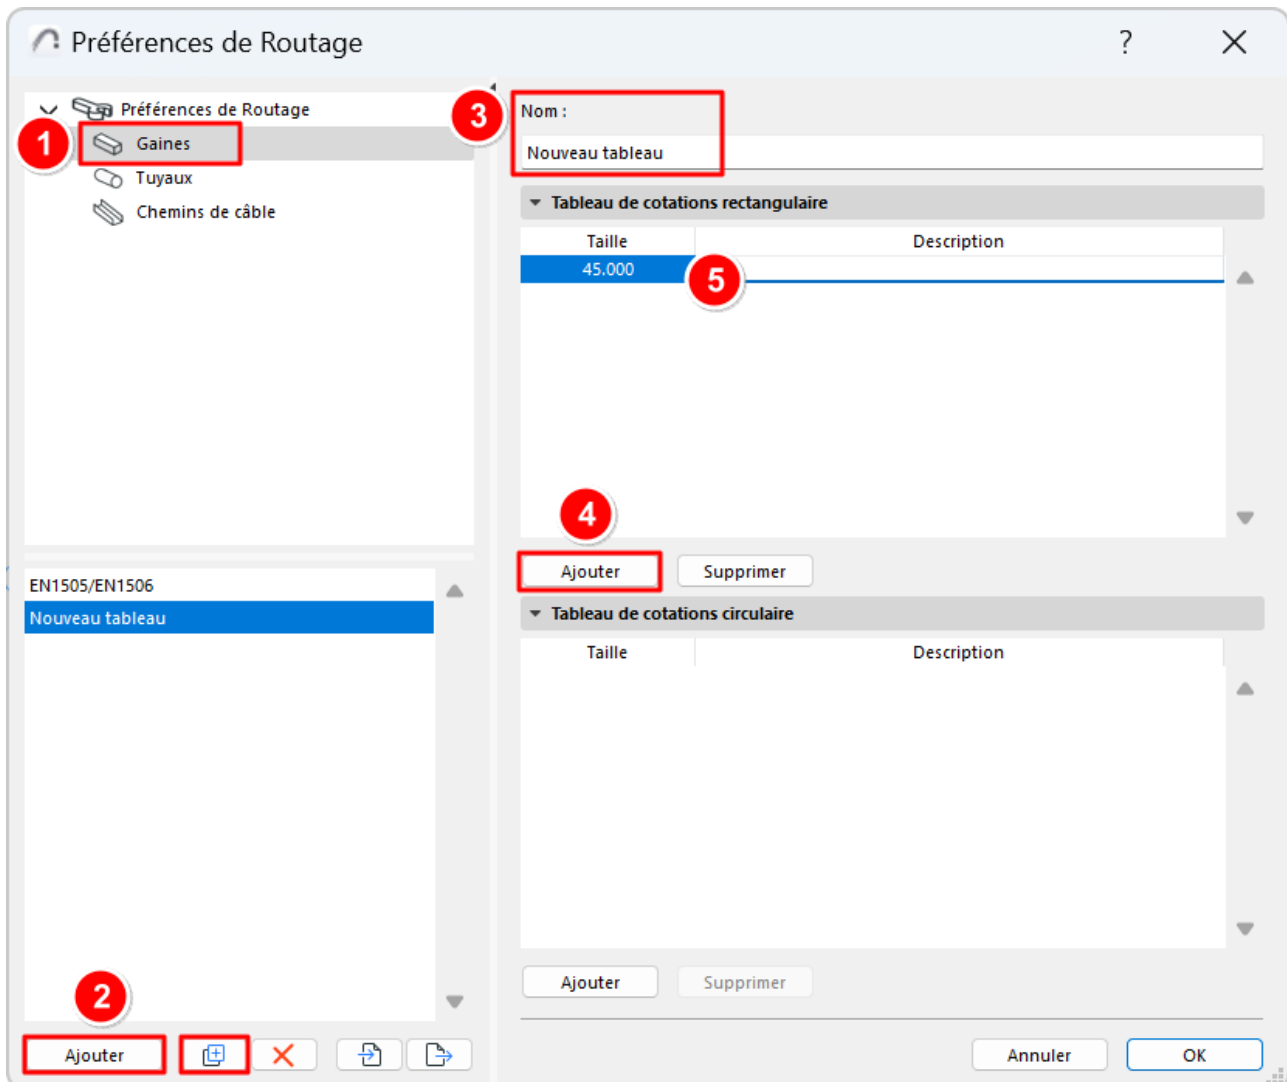 Préférences de Routage
?
Préférences de Routage
1
Gaines
Tuyaux
Chemins de câble
EN1505/EN1506
Nouveau tableau
2
Ajouter
3
Nom :
Nouveau tableau
Tableau de cotations rectangulaire
Taille Description
45.000
5
4
Ajouter Supprimer
Tableau de cotations circulaire
Taille Description
Ajouter Supprimer
Annuler OK